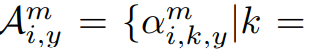 $\mathcal{A}_{i,y}^{m} = \{\alpha_{i,k,y}^{m} | k =$